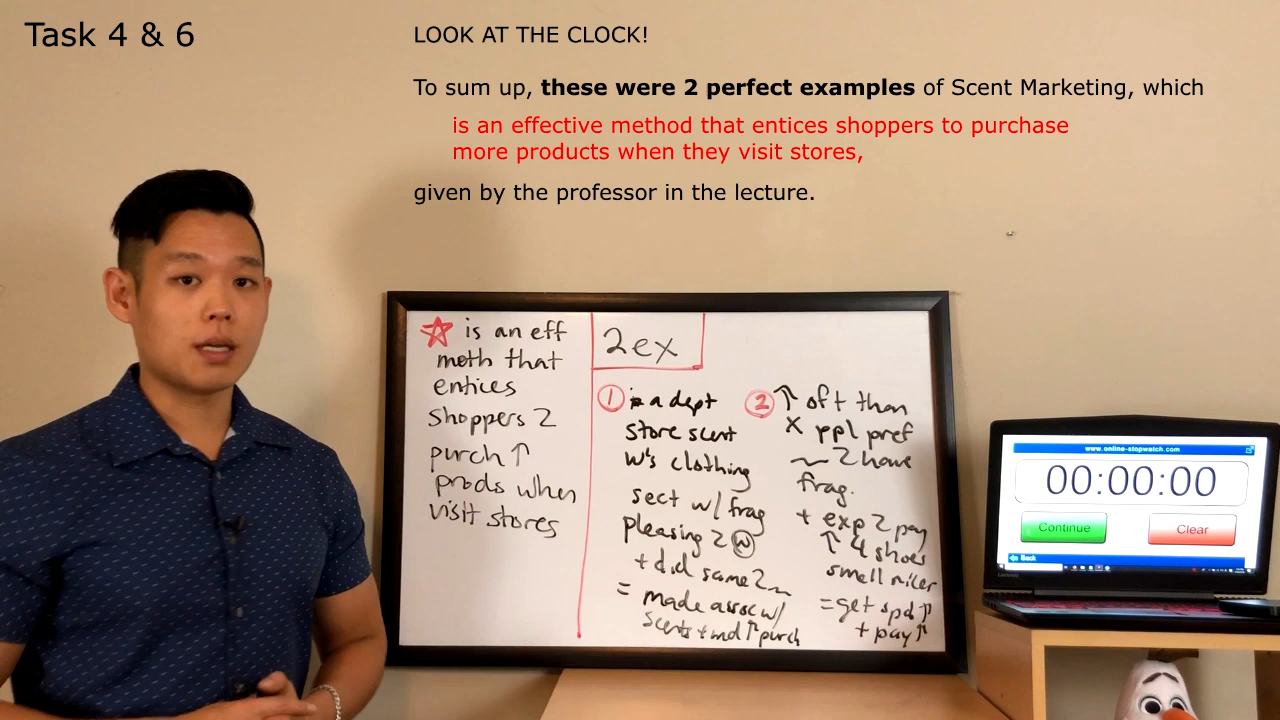 Task 4 & 6
LOOK AT THE CLOCK!
To sum up, these were 2 perfect examples of Scent Marketing, which
is an effective method that entices shoppers to purchase
more products when they visit stores,
given by the professor in the lecture.
is an eff
meth that
entices
shoppers 2
purch ↑
prods when
visit stores
2ex
① a dept
store scent
w's clothing
sect w/ frag
pleasing 2 w
+ did same 2 m
= made assoc w/
scents + md ↑ purch
② ↑ oft than
x ppl pref
2 have
frag.
+ exp 2 pay
↑ 4 shoes
smell nicer
= get spd ↑
+ pay ↑
www.online-stopwatch.com
00:00:00
Continue
Clear
Back
Lenovo